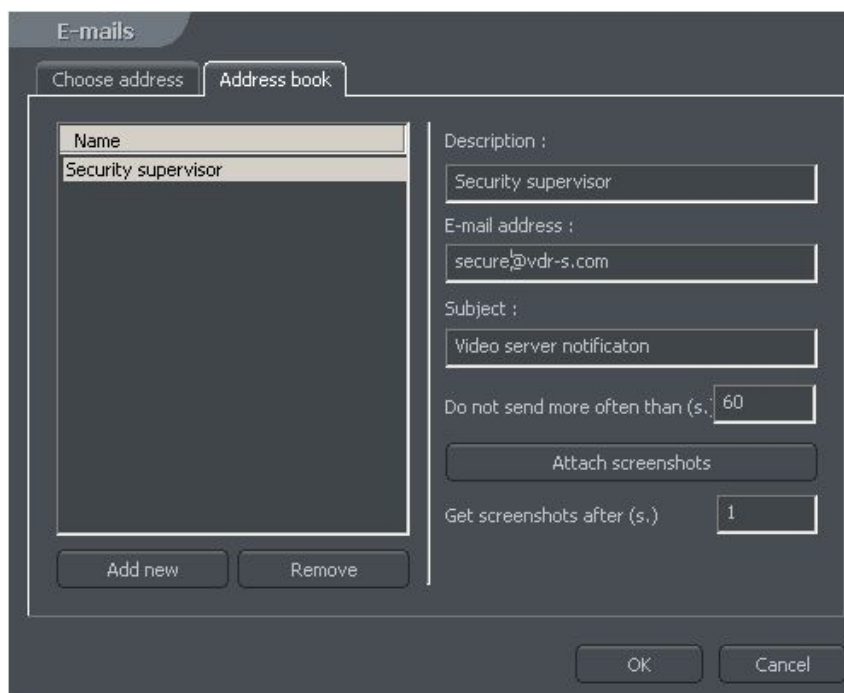 E-mails
Choose address
Address book
Name
Security supervisor
Description :
Security supervisor
E-mail address :
secure@vdr-s.com
Subject :
Video server notificaton
Do not send more often than (s.)
60
Attach screenshots
Get screenshots after (s.)
1
Add new
Remove
OK
Cancel